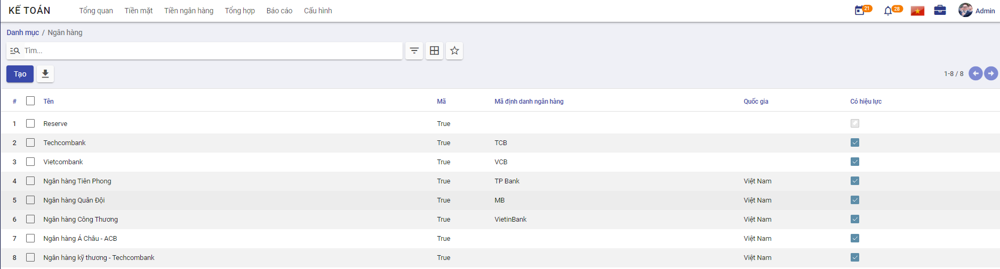 KẾ TOÁN Tổng quan Tiền mặt Tiền ngân hàng Tổng hợp Báo cáo Cấu hình 21 28 Admin
Danh mục / Ngân hàng
Tìm...
Tạo 1-8 / 8
# Tên Mã Mã định danh ngân hàng Quốc gia Có hiệu lực
1 Reserve True
2 Techcombank True TCB
3 Vietcombank True VCB
4 Ngân hàng Tiên Phong True TP Bank Việt Nam
5 Ngân hàng Quân Đội True MB Việt Nam
6 Ngân hàng Công Thương True VietinBank Việt Nam
7 Ngân hàng Á Châu - ACB True Việt Nam
8 Ngân hàng kỹ thương - Techcombank True Việt Nam